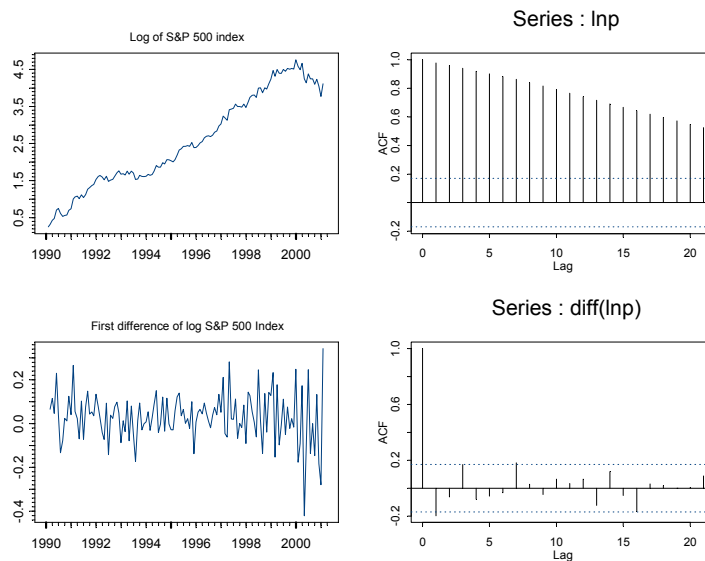 Log of S&P 500 index
4.5
3.5
2.5
1.5
0.5
1990 1992 1994 1996 1998 2000
Series : lnp
ACF
1.0
0.8
0.6
0.4
0.2
-0.2
0 5 10 15 20
Lag
First difference of log S&P 500 Index
0.2
0.0
-0.2
-0.4
1990 1992 1994 1996 1998 2000
Series : diff(lnp)
ACF
1.0
0.6
0.2
-0.2
0 5 10 15 20
Lag